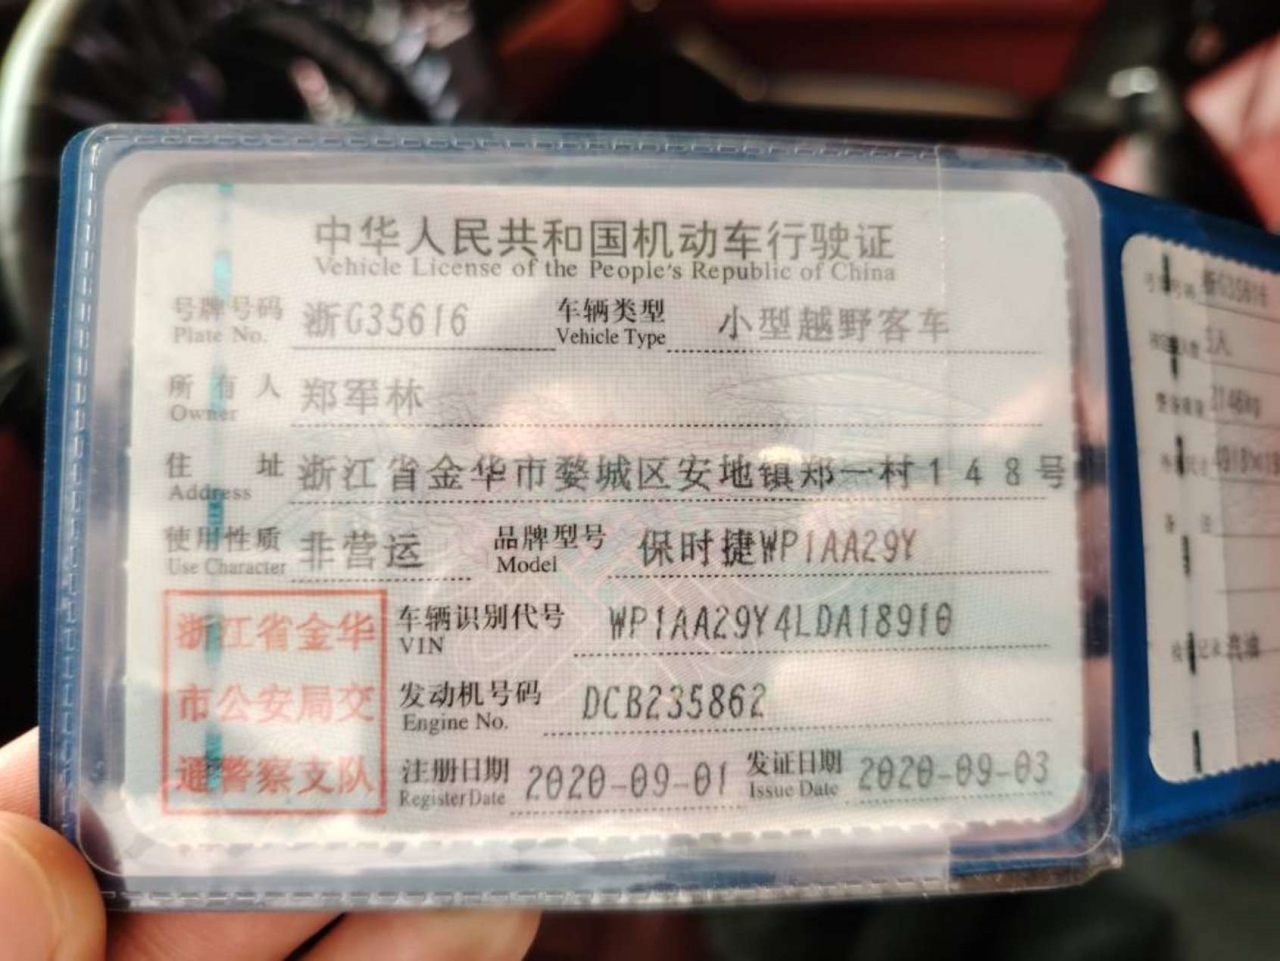 中华人民共和国机动车行驶证
Vehicle License of the People's Republic of China
号牌号码 浙G35616 车辆类型 小型越野客车
Plate No. Vehicle Type
所有人 郑军林
Owner
住址 浙江省金华市婺城区安地镇郑一村148号
Address
使用性质 非营运 品牌型号 保时捷WP1AA29Y
Use Character Model
浙江省金华
市公安局交
通警察支队
车辆识别代号 WP1AA29Y4LDA18910
VIN
发动机号码 DCB235862
Engine No.
注册日期 2020-09-01 发证日期 2020-09-03
Register Date Issue Date
浙G35616